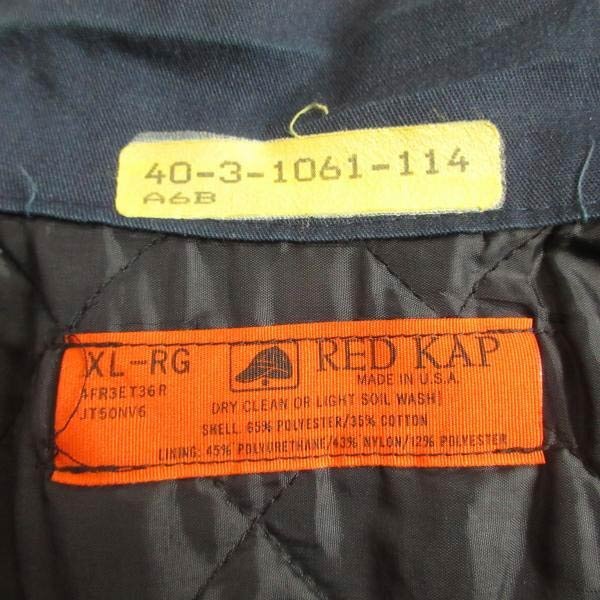 40-3-1061-114
A6B
XL-RG
RED KAP
4FR3ET36R
MADE IN U.S.A.
JT50NV6
DRY CLEAN OR LIGHT SOIL WASH
SHELL: 65% POLYESTER/35% COTTON
LINING: 45% POLYURETHANE/43% NYLON/12% POLYESTER